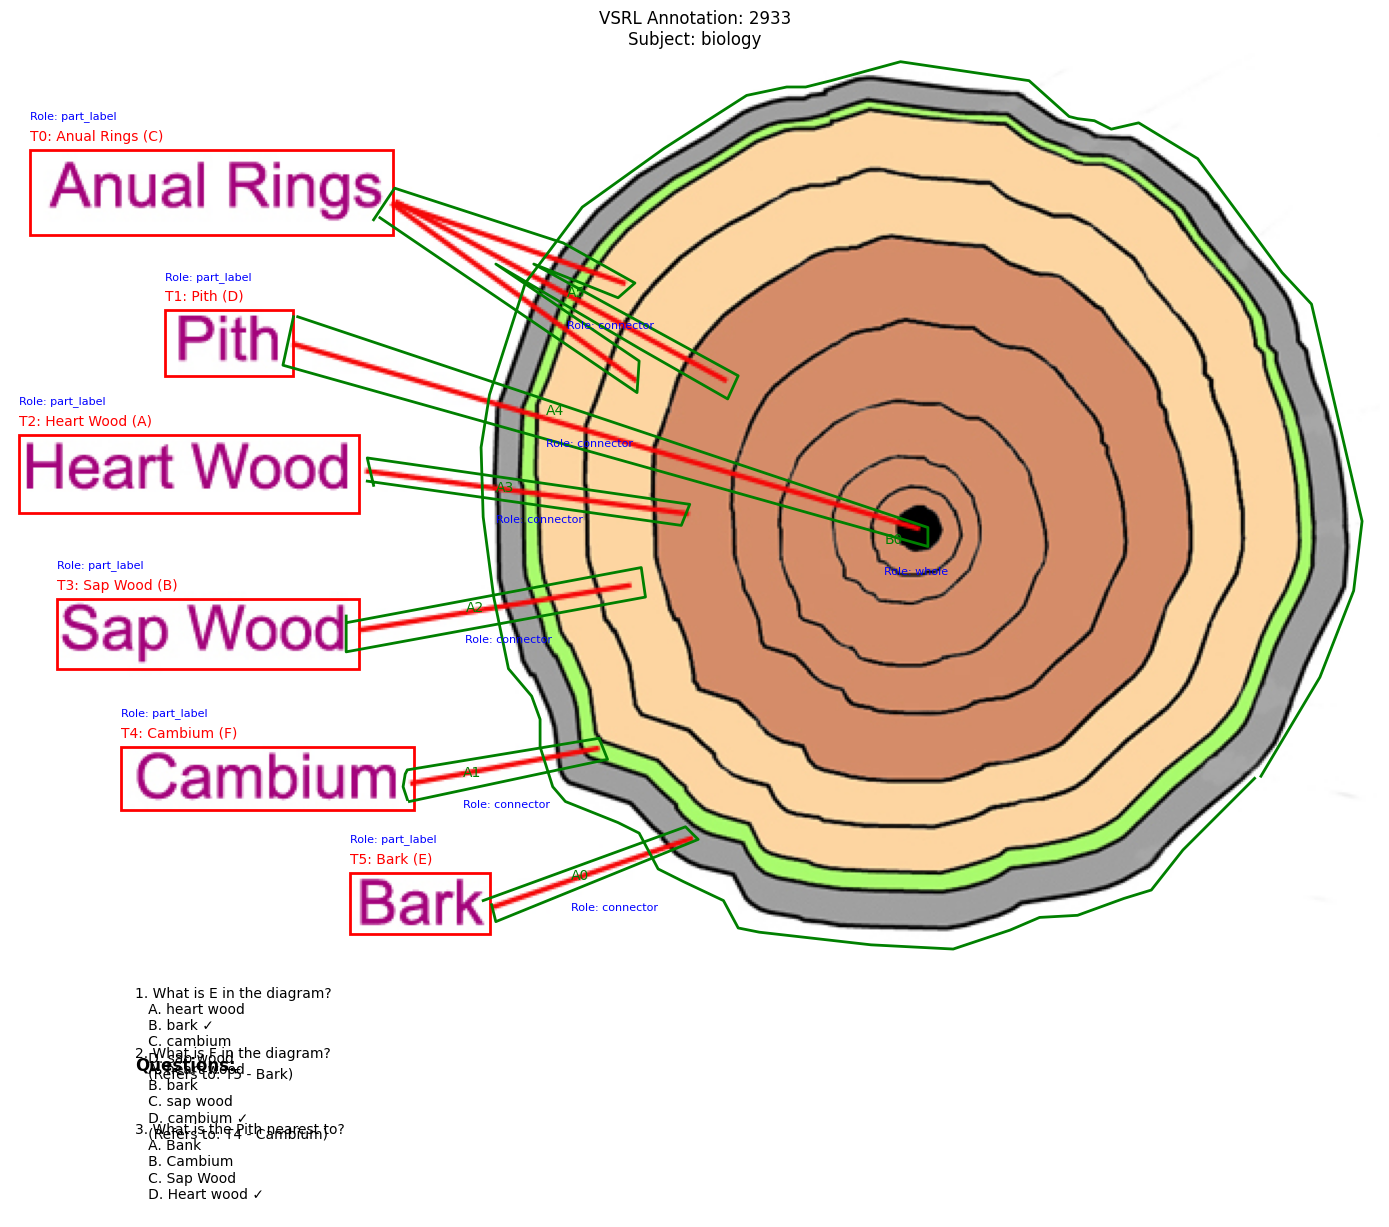 VSRL Annotation: 2933
Subject: biology
Role: part_label
T0: Anual Rings (C)
Anual Rings
Role: part_label
T1: Pith (D)
Pith
Role: connector
Role: part_label
T2: Heart Wood (A)
Heart Wood
A4
Role: connector
A3
Role: connector
B0
Role: whole
Role: part_label
T3: Sap Wood (B)
Sap Wood
A2
Role: connector
Role: part_label
T4: Cambium (F)
Cambium
A1
Role: connector
Role: part_label
T5: Bark (E)
Bark
A0
Role: connector
1. What is E in the diagram?
A. heart wood
B. bark ✓
C. cambium
D. sap wood
(Refers to: T5 - Bark)
Questions:
2. What is F in the diagram?
A. heart wood
B. bark
C. sap wood
D. cambium ✓
(Refers to: T4 - Cambium)
3. What is the Pith nearest to?
A. Bank
B. Cambium
C. Sap Wood
D. Heart wood ✓